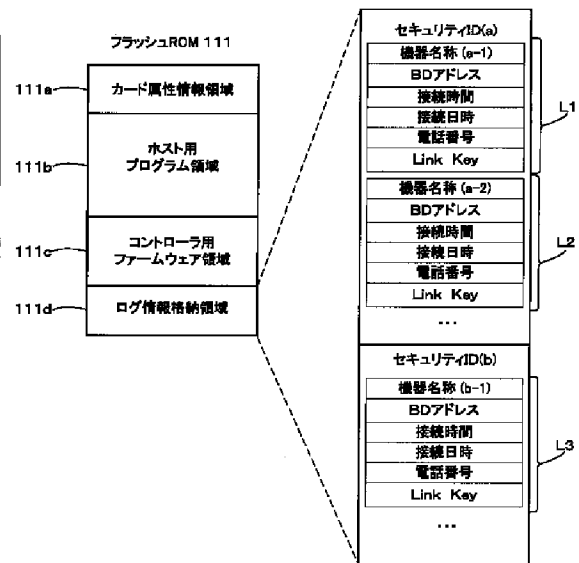 フラッシュROM 111
111a
カード属性情報領域
111b
ホスト用
プログラム領域
111c
コントローラ用
ファームウェア領域
111d
ログ情報格納領域
セキュリティID(a)
機器名称 (a-1)
BDアドレス
接続時間
接続日時
電話番号
Link Key
L1
機器名称 (a-2)
BDアドレス
接続時間
接続日時
電話番号
Link Key
L2
...
セキュリティID(b)
機器名称 (b-1)
BDアドレス
接続時間
接続日時
電話番号
Link Key
L3
...